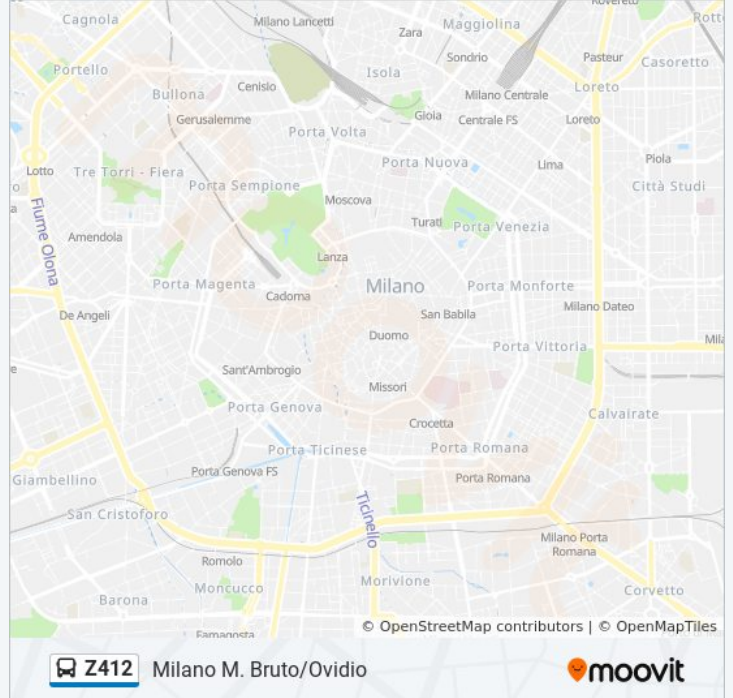 Rovereto
Cagnola
Milano Lancetti
Zara
Maggiolina
Rott
Sondrio
Pasteur
Casoretto
Portello
Isola
Bullona
Cenisio
Milano Centrale
Loreto
Gerusalemme
Gioia
Centrale FS
Loreto
Porta Volta
Lotto
Tre Torri - Fiera
Porta Nuova
Lima
Piola
o
Porta Sempione
Città Studi
Moscova
a
Fiume Olona
Turati
Porta Venezia
Amendola
Lanza
Porta Magenta
Cadorna
Milano
Porta Monforte
De Angeli
San Babila
Milano Dateo
Duomo
Porta Vittoria
Mila
e
Sant'Ambrogio
Missori
Porta Genova
Crocetta
Calvairate
Porta Ticinese
Porta Romana
Giambellino
Porta Genova FS
Porta Romana
San Cristoforo
Ticinello
Milano Porta
Romana
Romolo
Moncucco
Morivione
Corvetto
Barona
Famagosta
© OpenStreetMap contributors | © OpenMapTiles
Z412 Milano M. Bruto/Ovidio
moovit